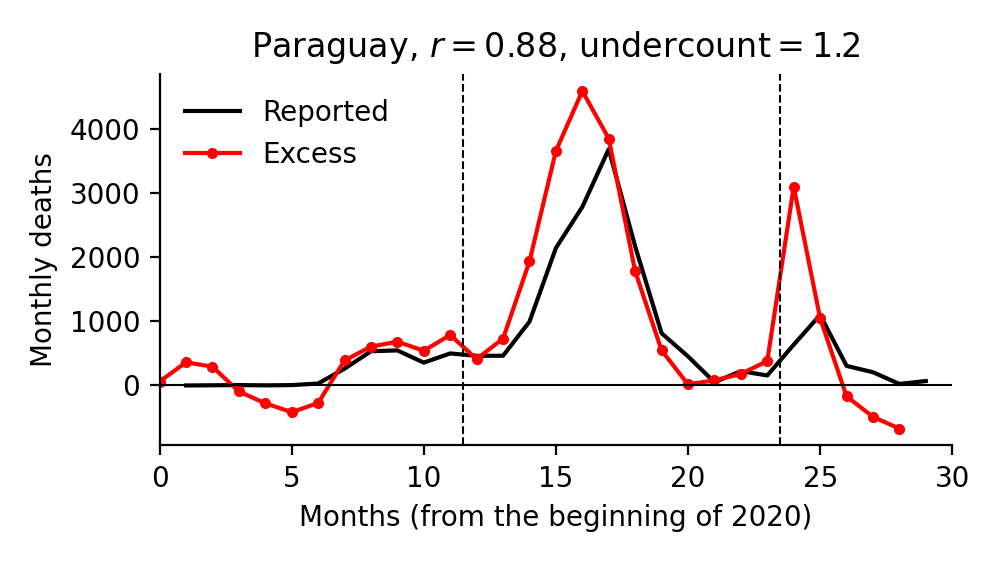 Paraguay, r = 0.88, undercount = 1.2
Reported
Excess
Monthly deaths
4000
3000
2000
1000
0
0 5 10 15 20 25 30
Months (from the beginning of 2020)